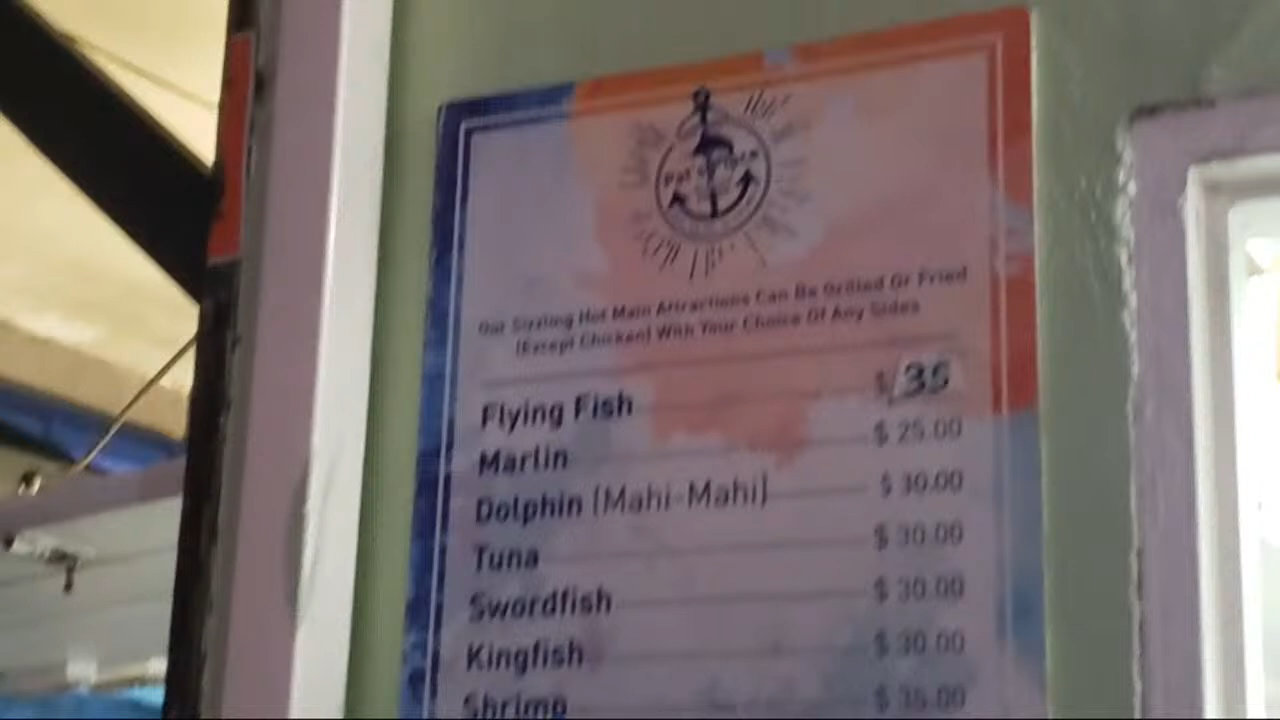 Our Sizzling Hot Main Attractions Can Be Grilled Or Fried
(Except Chicken) With Your Choice Of Any Sides
Flying Fish $ 35
Marlin $ 25.00
Dolphin (Mahi-Mahi) $ 30.00
Tuna $ 30.00
Swordfish $ 30.00
Kingfish $ 30.00
Shrimp $ 35.00